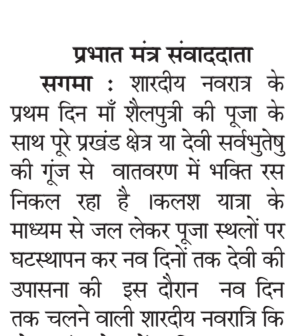 प्रभात मंत्र संवाददाता
सगमा : शारदीय नवरात्र के
प्रथम दिन माँ शैलपुत्री की पूजा के
साथ पूरे प्रखंड क्षेत्र या देवी सर्वभुतेषु
की गूंज से वातवरण में भक्ति रस
निकल रहा है ।कलश यात्रा के
माध्यम से जल लेकर पूजा स्थलों पर
घटस्थापन कर नव दिनों तक देवी की
उपासना की इस दौरान नव दिन
तक चलने वाली शारदीय नवरात्रि कि